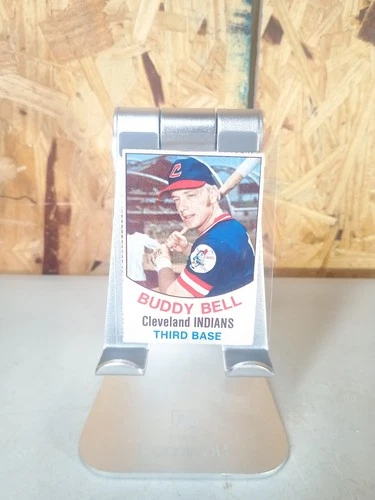 C
BUDDY BELL
Cleveland INDIANS
THIRD BASE